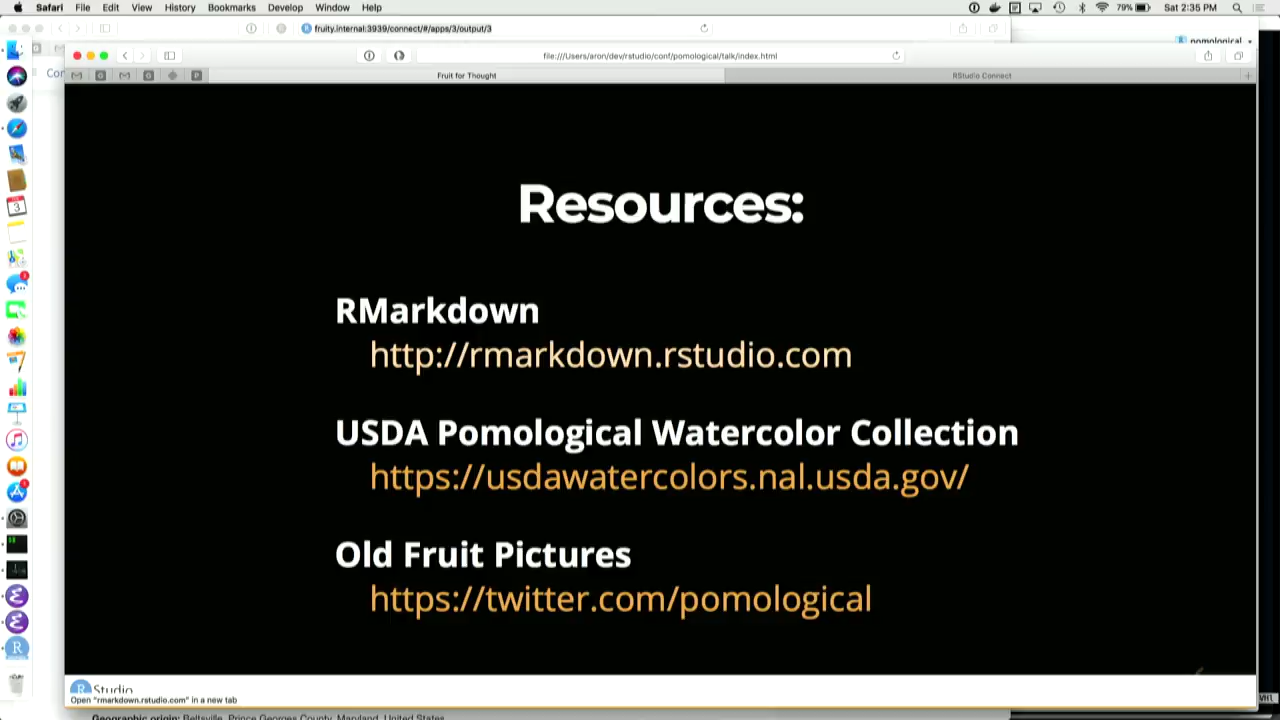 Safari File Edit View History Bookmarks Develop Window Help 79% Sat 2:35 PM
fruity.internal:3939/connect/#/apps/3/output/3
pomological
Con
file:///Users/aron/dev/rstudio/conf/pomological/talk/index.html
Fruit for Thought RStudio Connect
Resources:
RMarkdown
http://rmarkdown.rstudio.com
USDA Pomological Watercolor Collection
https://usdawatercolors.nal.usda.gov/
Old Fruit Pictures
https://twitter.com/pomological
R Studio
Open "rmarkdown.rstudio.com" in a new tab
Geographic origin: Beltsville, Prince Georges County, Maryland, United States